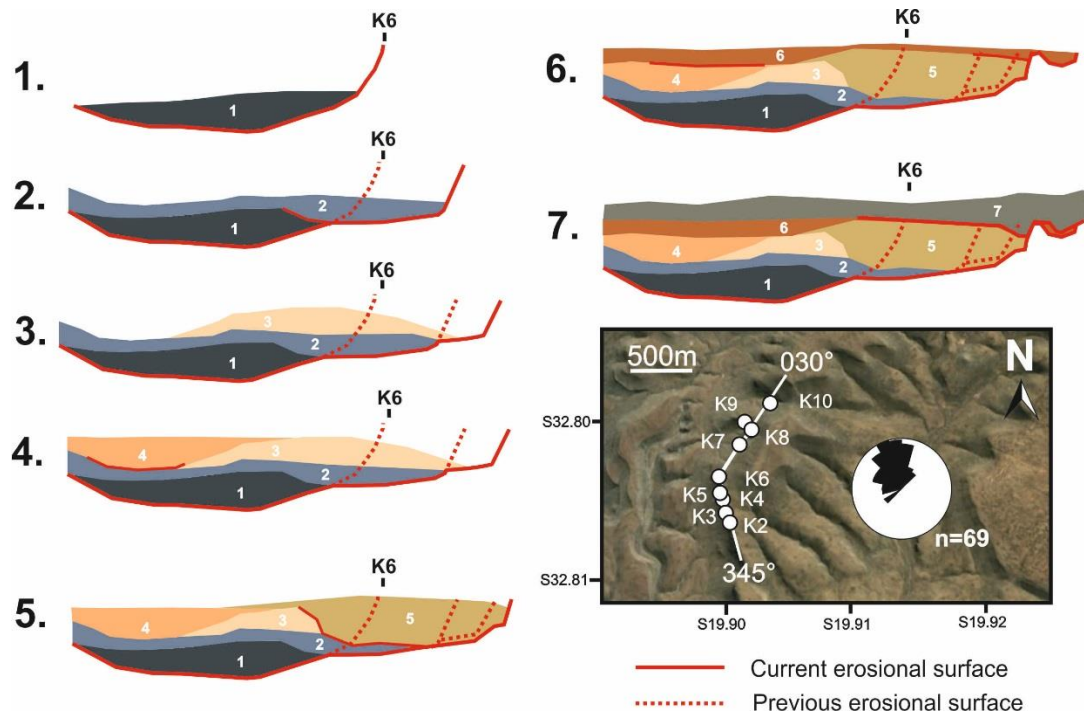 K6
1.
1
K6
2.
2
1
K6
3.
3
2
1
K6
4.
4
3
2
1
K6
5.
4
3
5
2
1
K6
6.
6
4
3
5
2
1
K6
7.
7
6
4
3
5
2
1
500m
030°
N
S32.80
K9
K10
K7
K8
K6
K5
K4
K3
K2
n=69
345°
S32.81
S19.90
S19.91
S19.92
Current erosional surface
Previous erosional surface